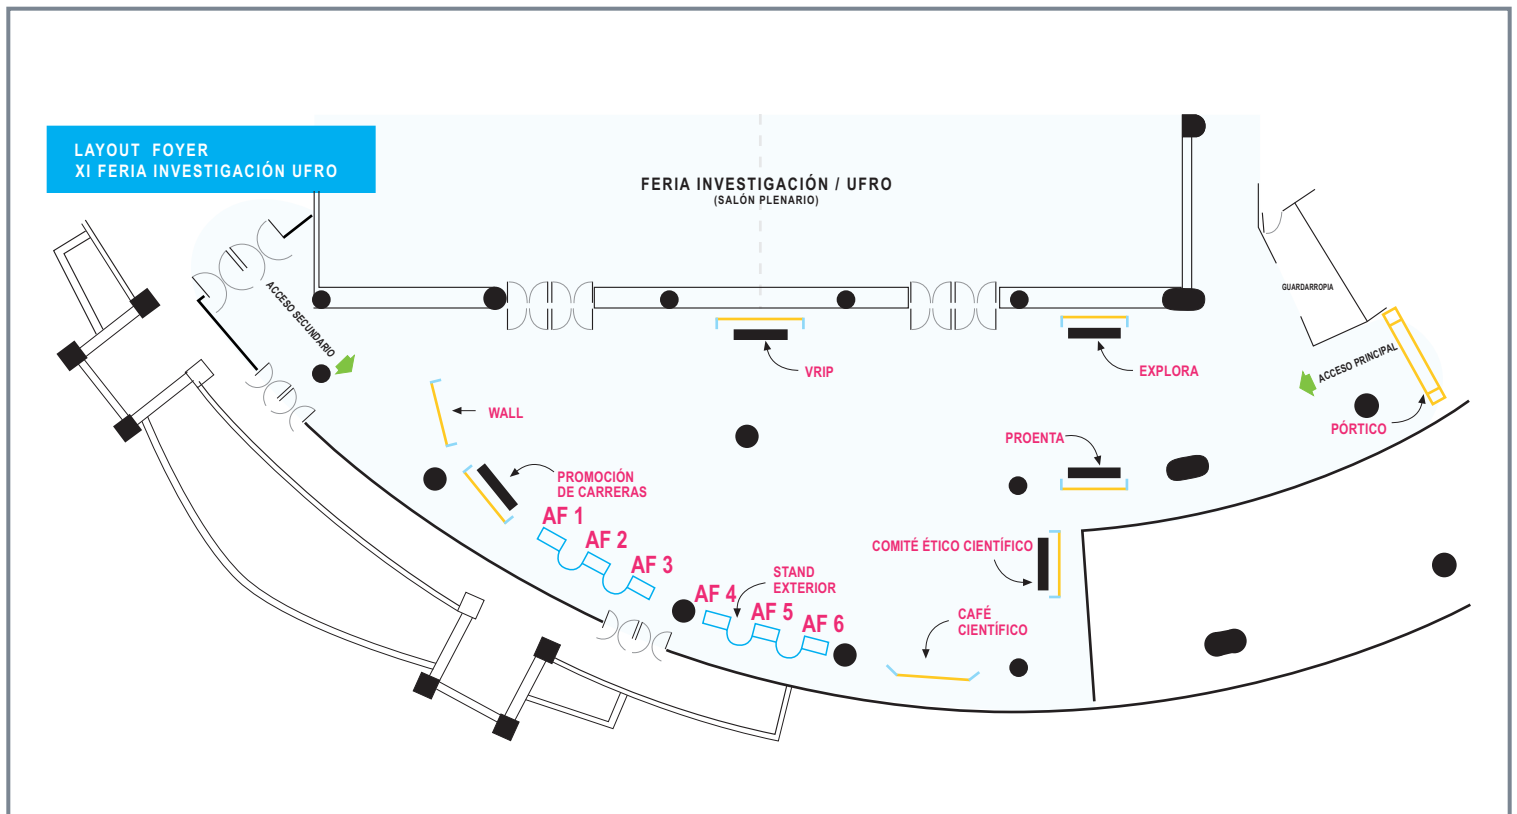 LAYOUT FOYER
XI FERIA INVESTIGACIÓN UFRO
FERIA INVESTIGACIÓN / UFRO
(SALÓN PLENARIO)
ACCESO SECUNDARIO
GUARDARROPIA
ACCESO PRINCIPAL
VRIP
EXPLORA
WALL
PÓRTICO
PROENTA
PROMOCIÓN
DE CARRERAS
AF 1
AF 2
AF 3
COMITÉ ÉTICO CIENTÍFICO
STAND
EXTERIOR
AF 4
AF 5
AF 6
CAFÉ
CIENTÍFICO